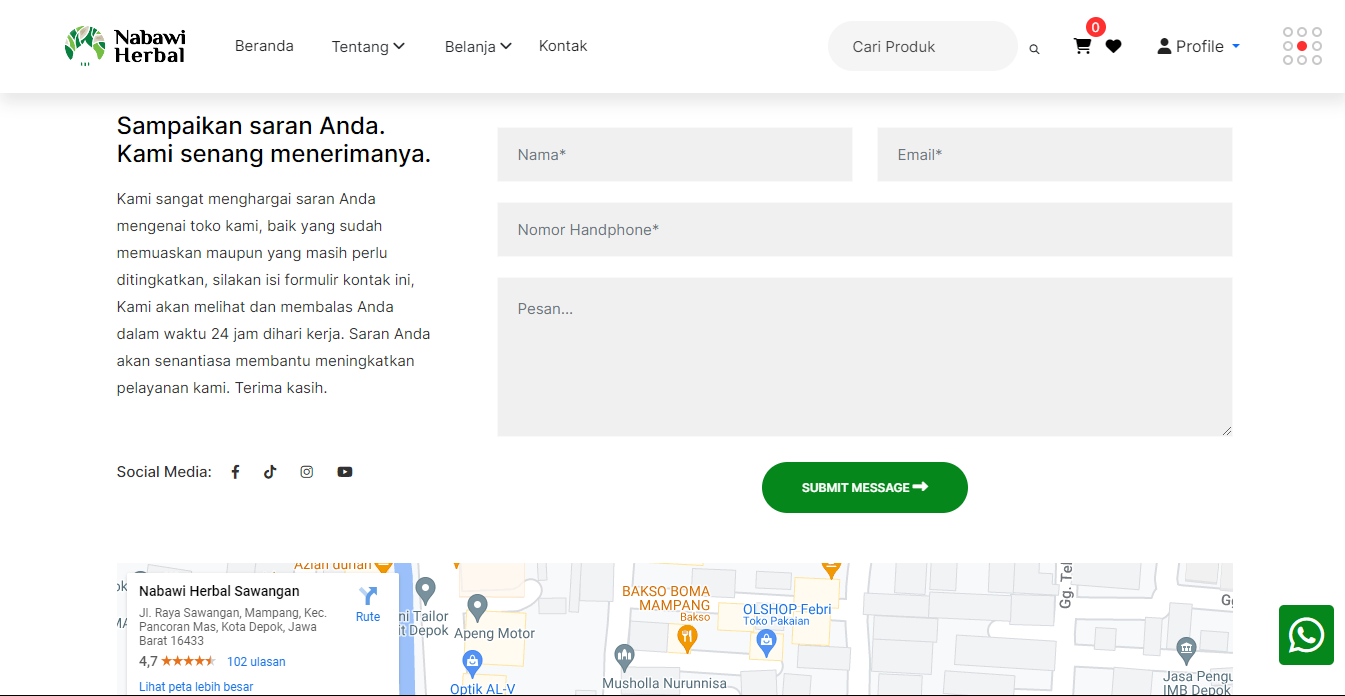 Nabawi
Herbal
Beranda
Tentang
Belanja
Kontak
Cari Produk
0
Profile
Sampaikan saran Anda.
Kami senang menerimanya.
Kami sangat menghargai saran Anda
mengenai toko kami, baik yang sudah
memuaskan maupun yang masih perlu
ditingkatkan, silakan isi formulir kontak ini,
Kami akan melihat dan membalas Anda
dalam waktu 24 jam dihari kerja. Saran Anda
akan senantiasa membantu meningkatkan
pelayanan kami. Terima kasih.
Social Media:
Nama*
Email*
Nomor Handphone*
Pesan...
SUBMIT MESSAGE
Nabawi Herbal Sawangan
Jl. Raya Sawangan, Mampang, Kec.
Pancoran Mas, Kota Depok, Jawa
Barat 16433
4,7
102 ulasan
Lihat peta lebih besar
Rute
Azlan durian
ni Tailor
it Depok
Apeng Motor
Optik AL-V
BAKSO BOMA
MAMPANG
Bakso
OLSHOP Febri
Toko Pakaian
Musholla Nurunnisa
Gg. Tel
Jasa Pengu
IMB Depok